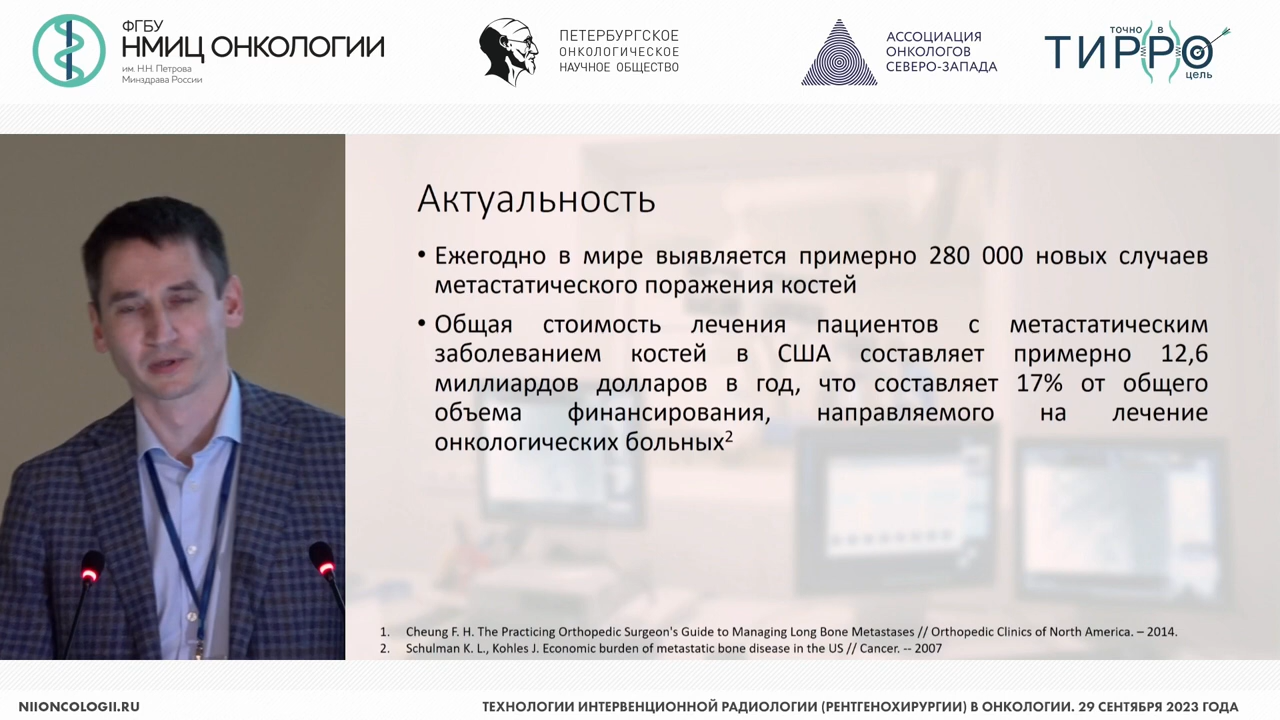 ФГБУ
НМИЦ ОНКОЛОГИИ
им. Н.Н. Петрова
Минздрава России
ПЕТЕРБУРГСКОЕ
ОНКОЛОГИЧЕСКОЕ
НАУЧНОЕ ОБЩЕСТВО
АССОЦИАЦИЯ
ОНКОЛОГОВ
СЕВЕРО-ЗАПАДА
ТОЧНО В
ТИРРО
цель
Актуальность
• Ежегодно в мире выявляется примерно 280 000 новых случаев
метастатического поражения костей
• Общая стоимость лечения пациентов с метастатическим
заболеванием костей в США составляет примерно 12,6
миллиардов долларов в год, что составляет 17% от общего
объема финансирования, направляемого на лечение
онкологических больных²
1. Cheung F. H. The Practicing Orthopedic Surgeon's Guide to Managing Long Bone Metastases // Orthopedic Clinics of North America. – 2014.
2. Schulman K. L., Kohles J. Economic burden of metastatic bone disease in the US // Cancer. -- 2007
NIIONCOLOGII.RU
ТЕХНОЛОГИИ ИНТЕРВЕНЦИОННОЙ РАДИОЛОГИИ (РЕНТГЕНОХИРУРГИИ) В ОНКОЛОГИИ. 29 СЕНТЯБРЯ 2023 ГОДА